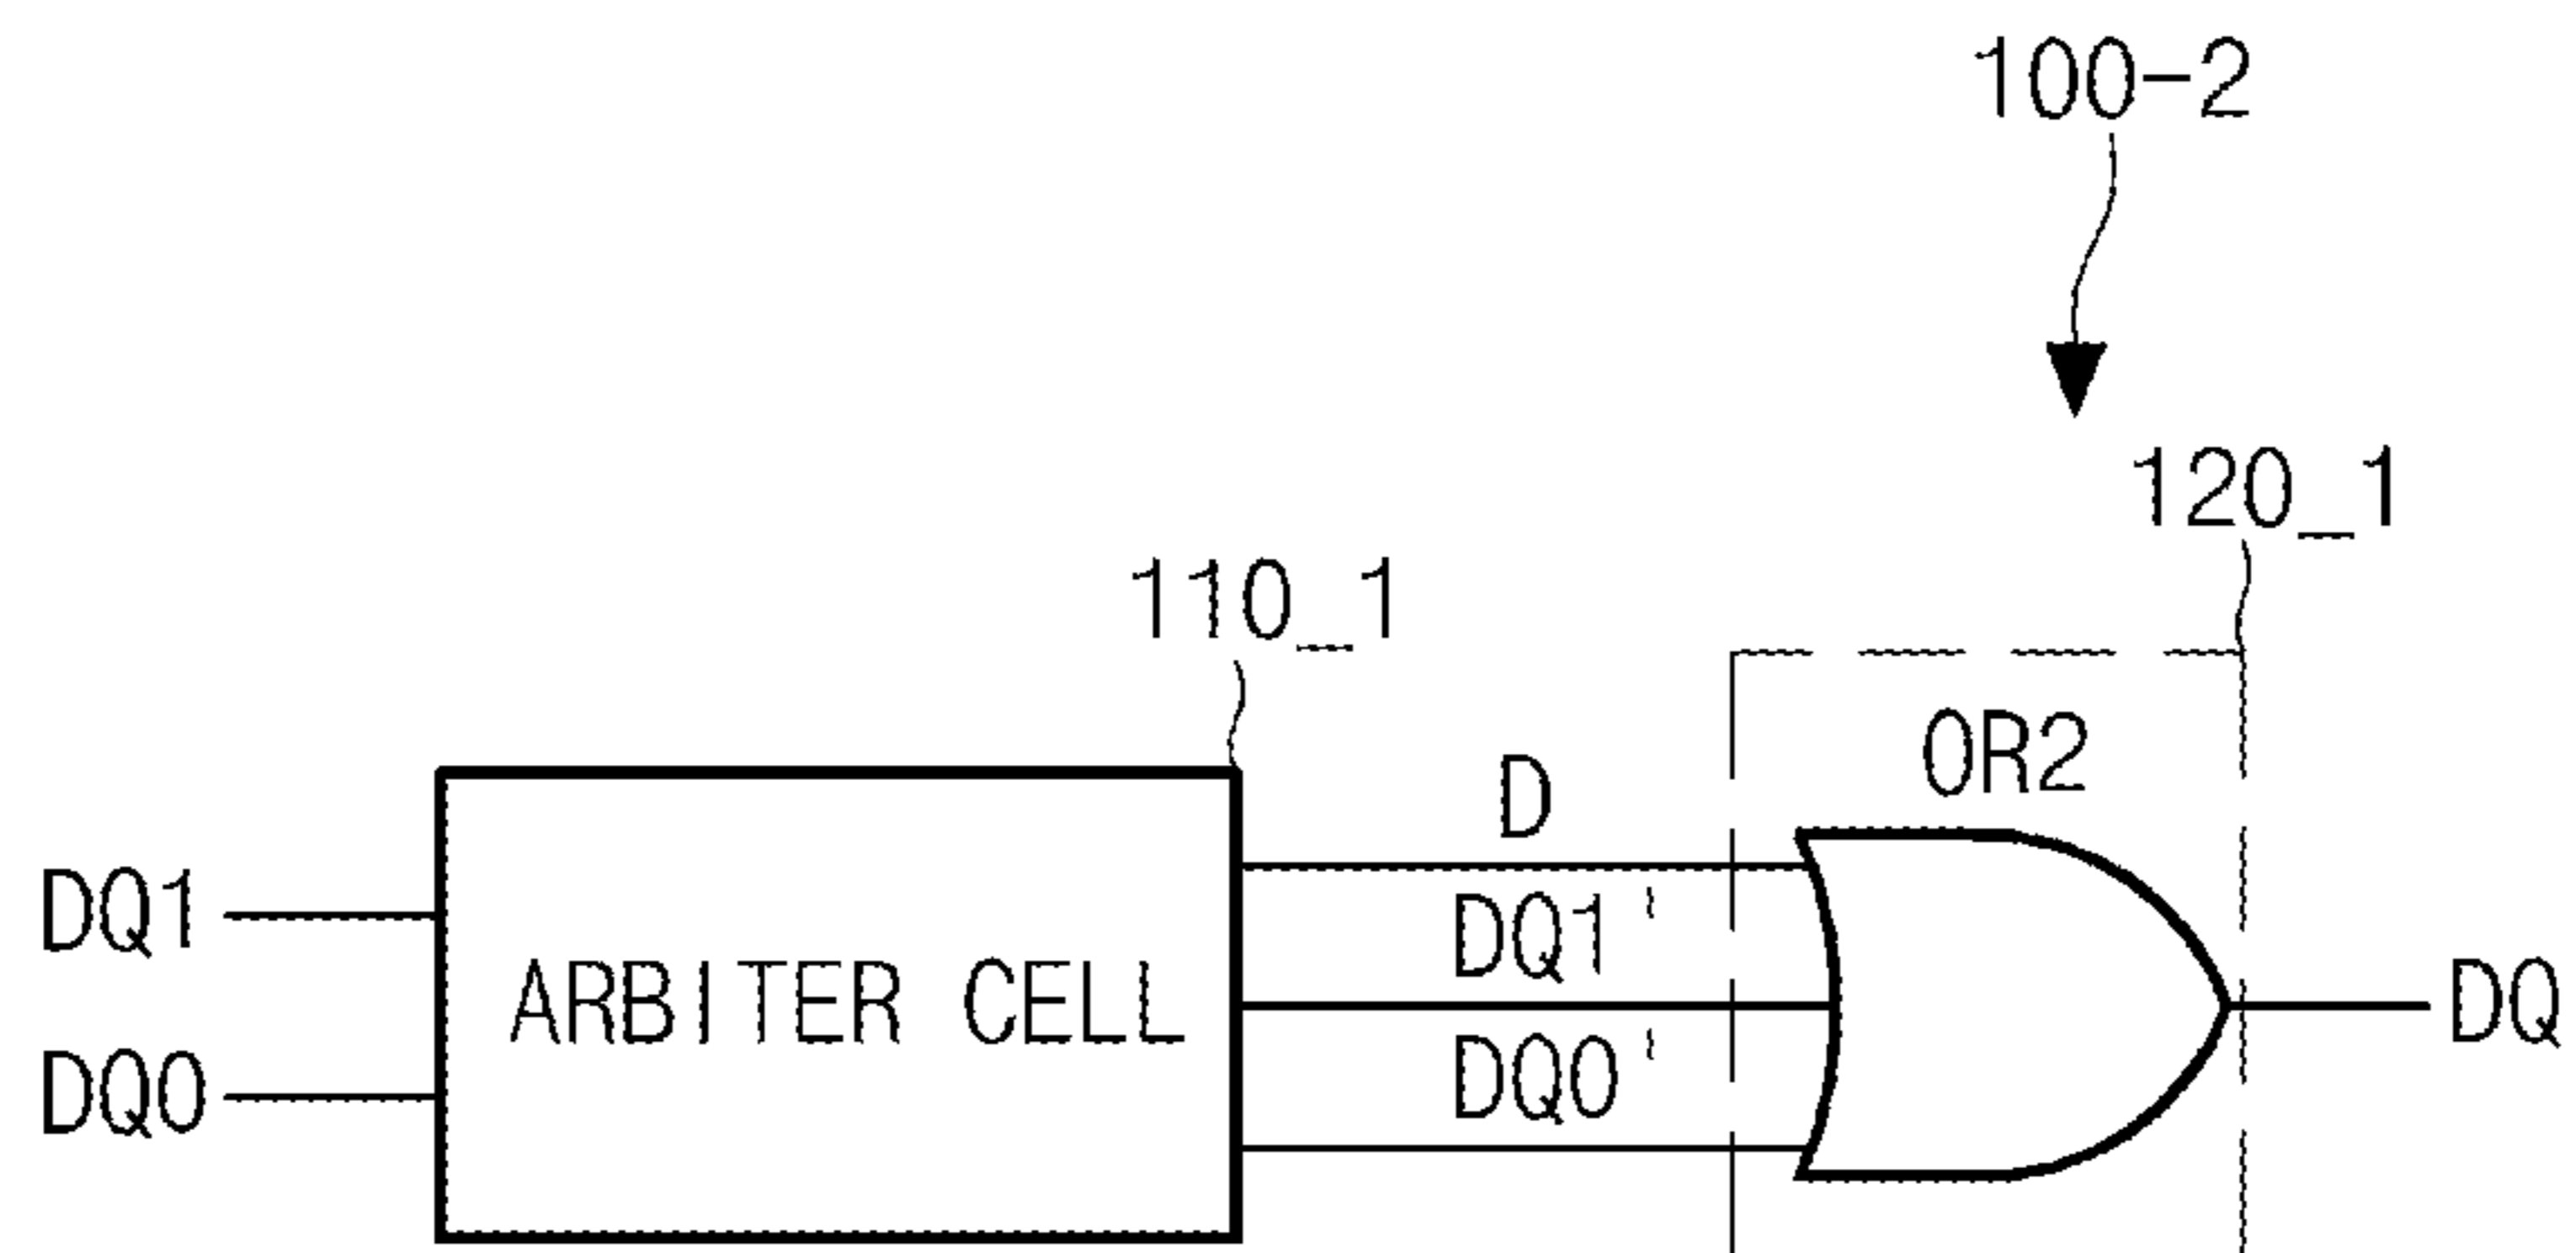 100-2
120_1
110_1
OR2
D
DQ1
DQ1'
ARBITER CELL
DQ
DQ0
DQ0'